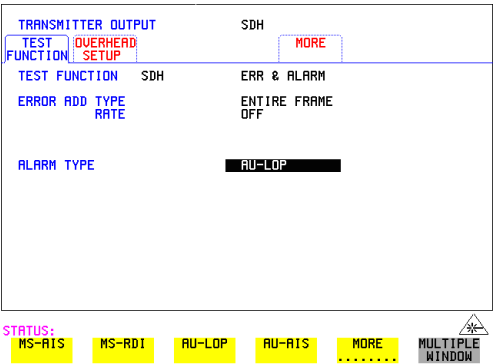 TRANSMITTER OUTPUT SDH
TEST FUNCTION OVERHEAD SETUP MORE
TEST FUNCTION SDH ERR & ALARM
ERROR ADD TYPE ENTIRE FRAME
RATE OFF
ALARM TYPE AU-LOP
STATUS:
MS-AIS MS-RDI AU-LOP AU-AIS MORE ........ MULTIPLE WINDOW